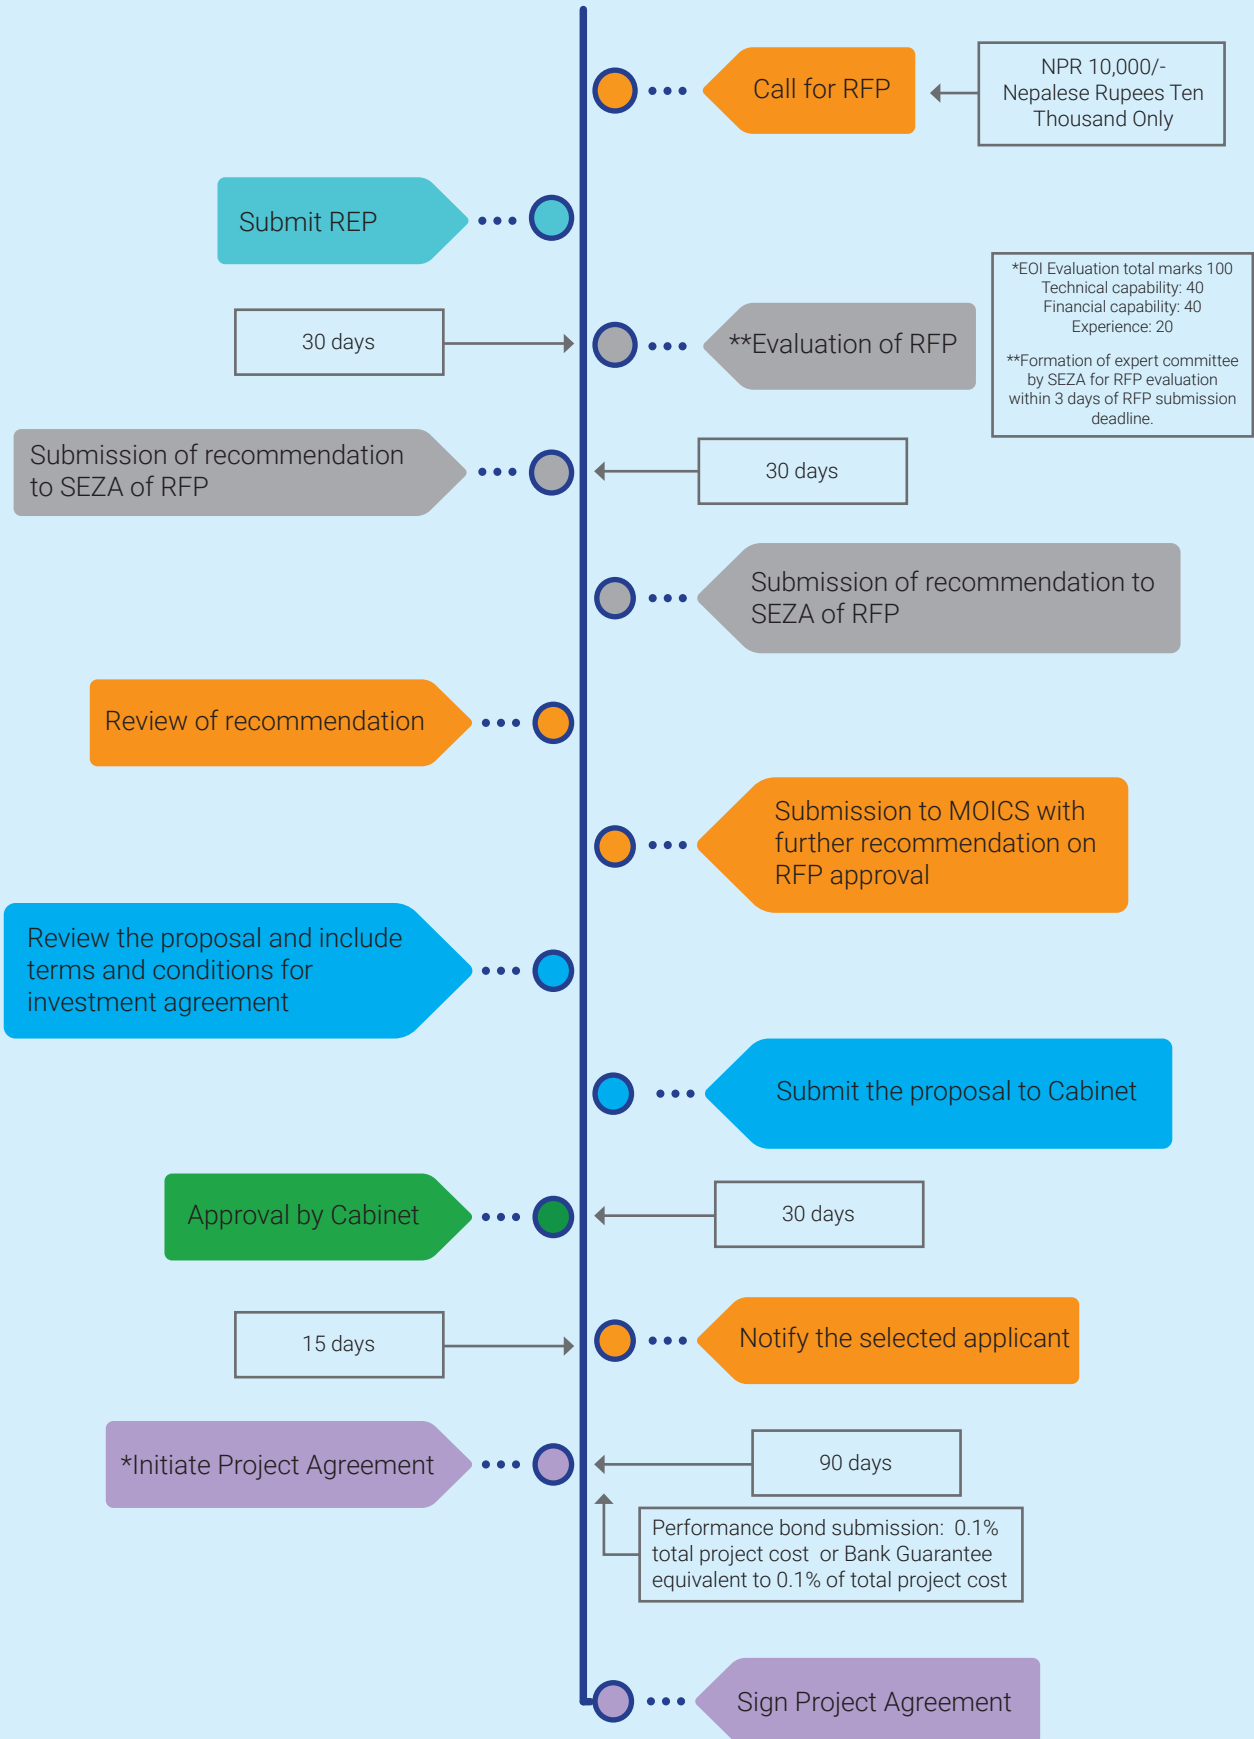 Call for RFP
NPR 10,000/-
Nepalese Rupees Ten
Thousand Only
Submit REP
*EOI Evaluation total marks 100
Technical capability: 40
Financial capability: 40
Experience: 20
**Formation of expert committee
by SEZA for RFP evaluation
within 3 days of RFP submission
deadline.
30 days
**Evaluation of RFP
Submission of recommendation
to SEZA of RFP
30 days
Submission of recommendation to
SEZA of RFP
Review of recommendation
Submission to MOICS with
further recommendation on
RFP approval
Review the proposal and include
terms and conditions for
investment agreement
Submit the proposal to Cabinet
Approval by Cabinet
30 days
15 days
Notify the selected applicant
*Initiate Project Agreement
90 days
Performance bond submission:  0.1%
total project cost  or Bank Guarantee
equivalent to 0.1% of total project cost
Sign Project Agreement